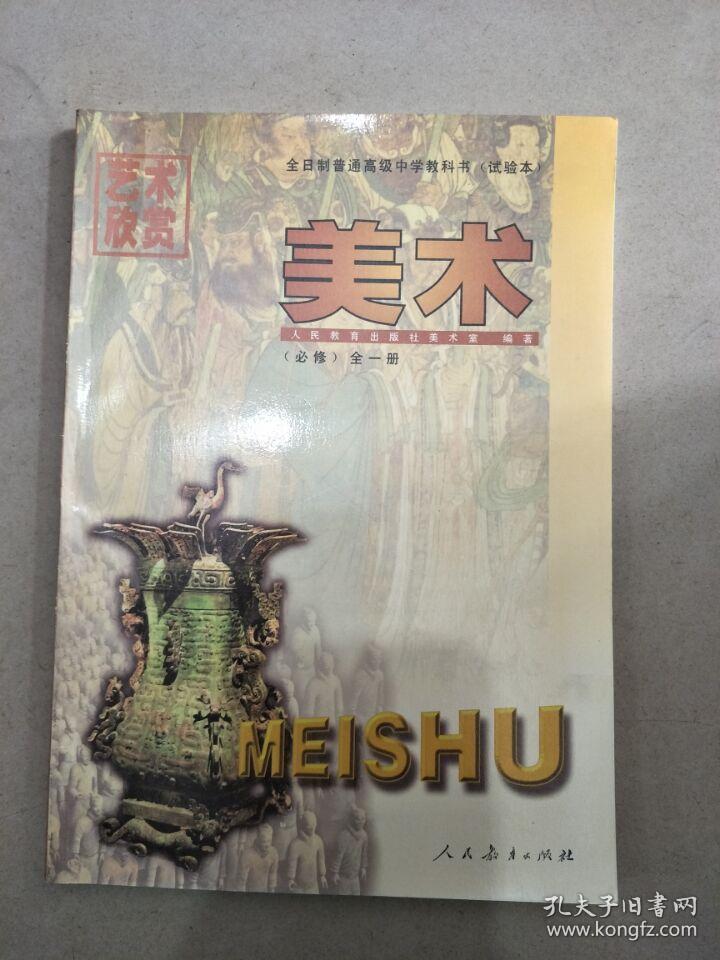 艺术
欣赏
全日制普通高级中学教科书（试验本）
美术
人民教育出版社美术室 编著
（必修）全一册
MEISHU
人民教育出版社
孔夫子旧书网
www.kongfz.com